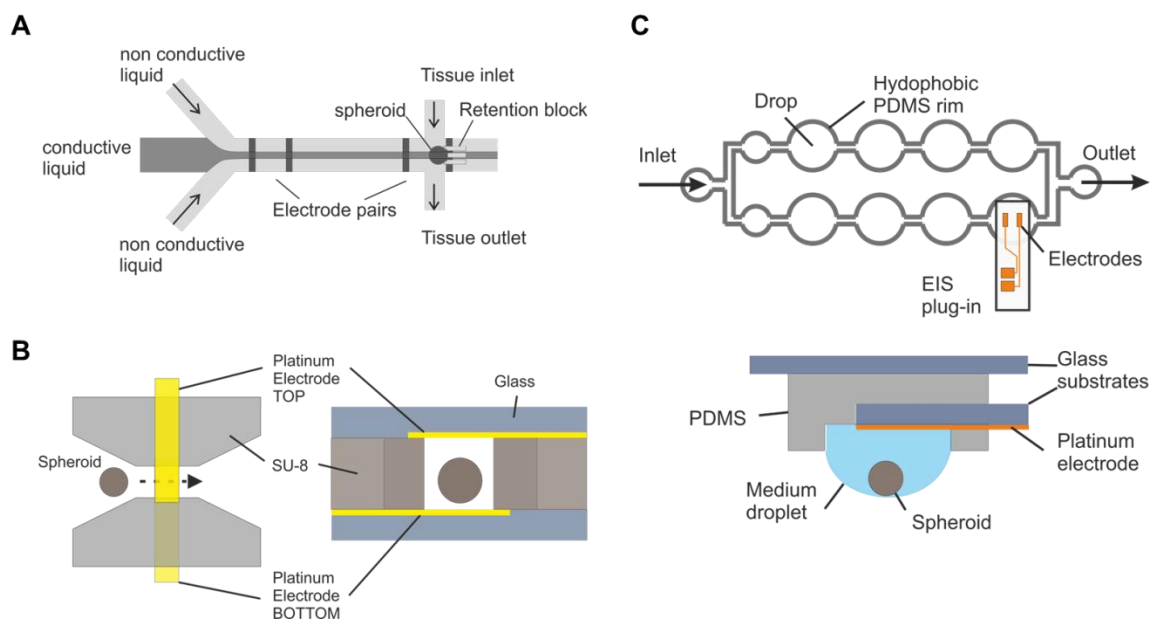 A
non conductive
liquid
conductive
liquid
non conductive
liquid
Electrode pairs
spheroid
Tissue inlet
Retention block
Tissue outlet
B
Platinum
Electrode
TOP
Spheroid
SU-8
Glass
Platinum
Electrode
BOTTOM
C
Hydophobic
PDMS rim
Drop
Inlet
Outlet
Electrodes
EIS
plug-in
Glass
substrates
PDMS
Platinum
electrode
Medium
droplet
Spheroid